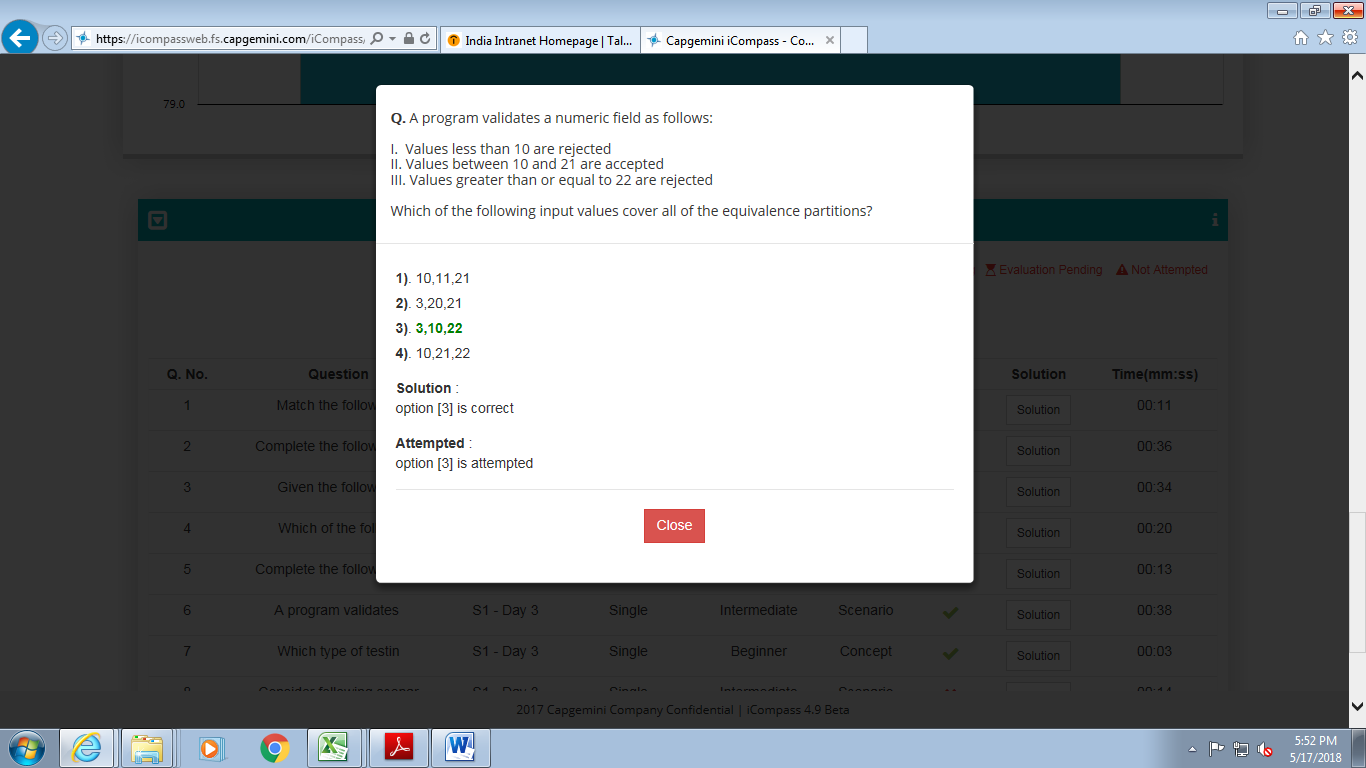 https://icompassweb.fs.capgemini.com/iCompass,
India Intranet Homepage | Tal...
Capgemini iCompass - Co...
79.0
Q. A program validates a numeric field as follows:
I. Values less than 10 are rejected
II. Values between 10 and 21 are accepted
III. Values greater than or equal to 22 are rejected
Which of the following input values cover all of the equivalence partitions?
1). 10,11,21
2). 3,20,21
3). 3,10,22
4). 10,21,22
Solution :
option [3] is correct
Attempted :
option [3] is attempted
Close
Evaluation Pending Not Attempted
Q. No. Question Solution Time(mm:ss)
1 Match the follow Solution 00:11
2 Complete the follow Solution 00:36
3 Given the follow Solution 00:34
4 Which of the fol Solution 00:20
5 Complete the follow Solution 00:13
6 A program validates S1 - Day 3 Single Intermediate Scenario Solution 00:38
7 Which type of testin S1 - Day 3 Single Beginner Concept Solution 00:03
2017 Capgemini Company Confidential | iCompass 4.9 Beta
5:52 PM
5/17/2018